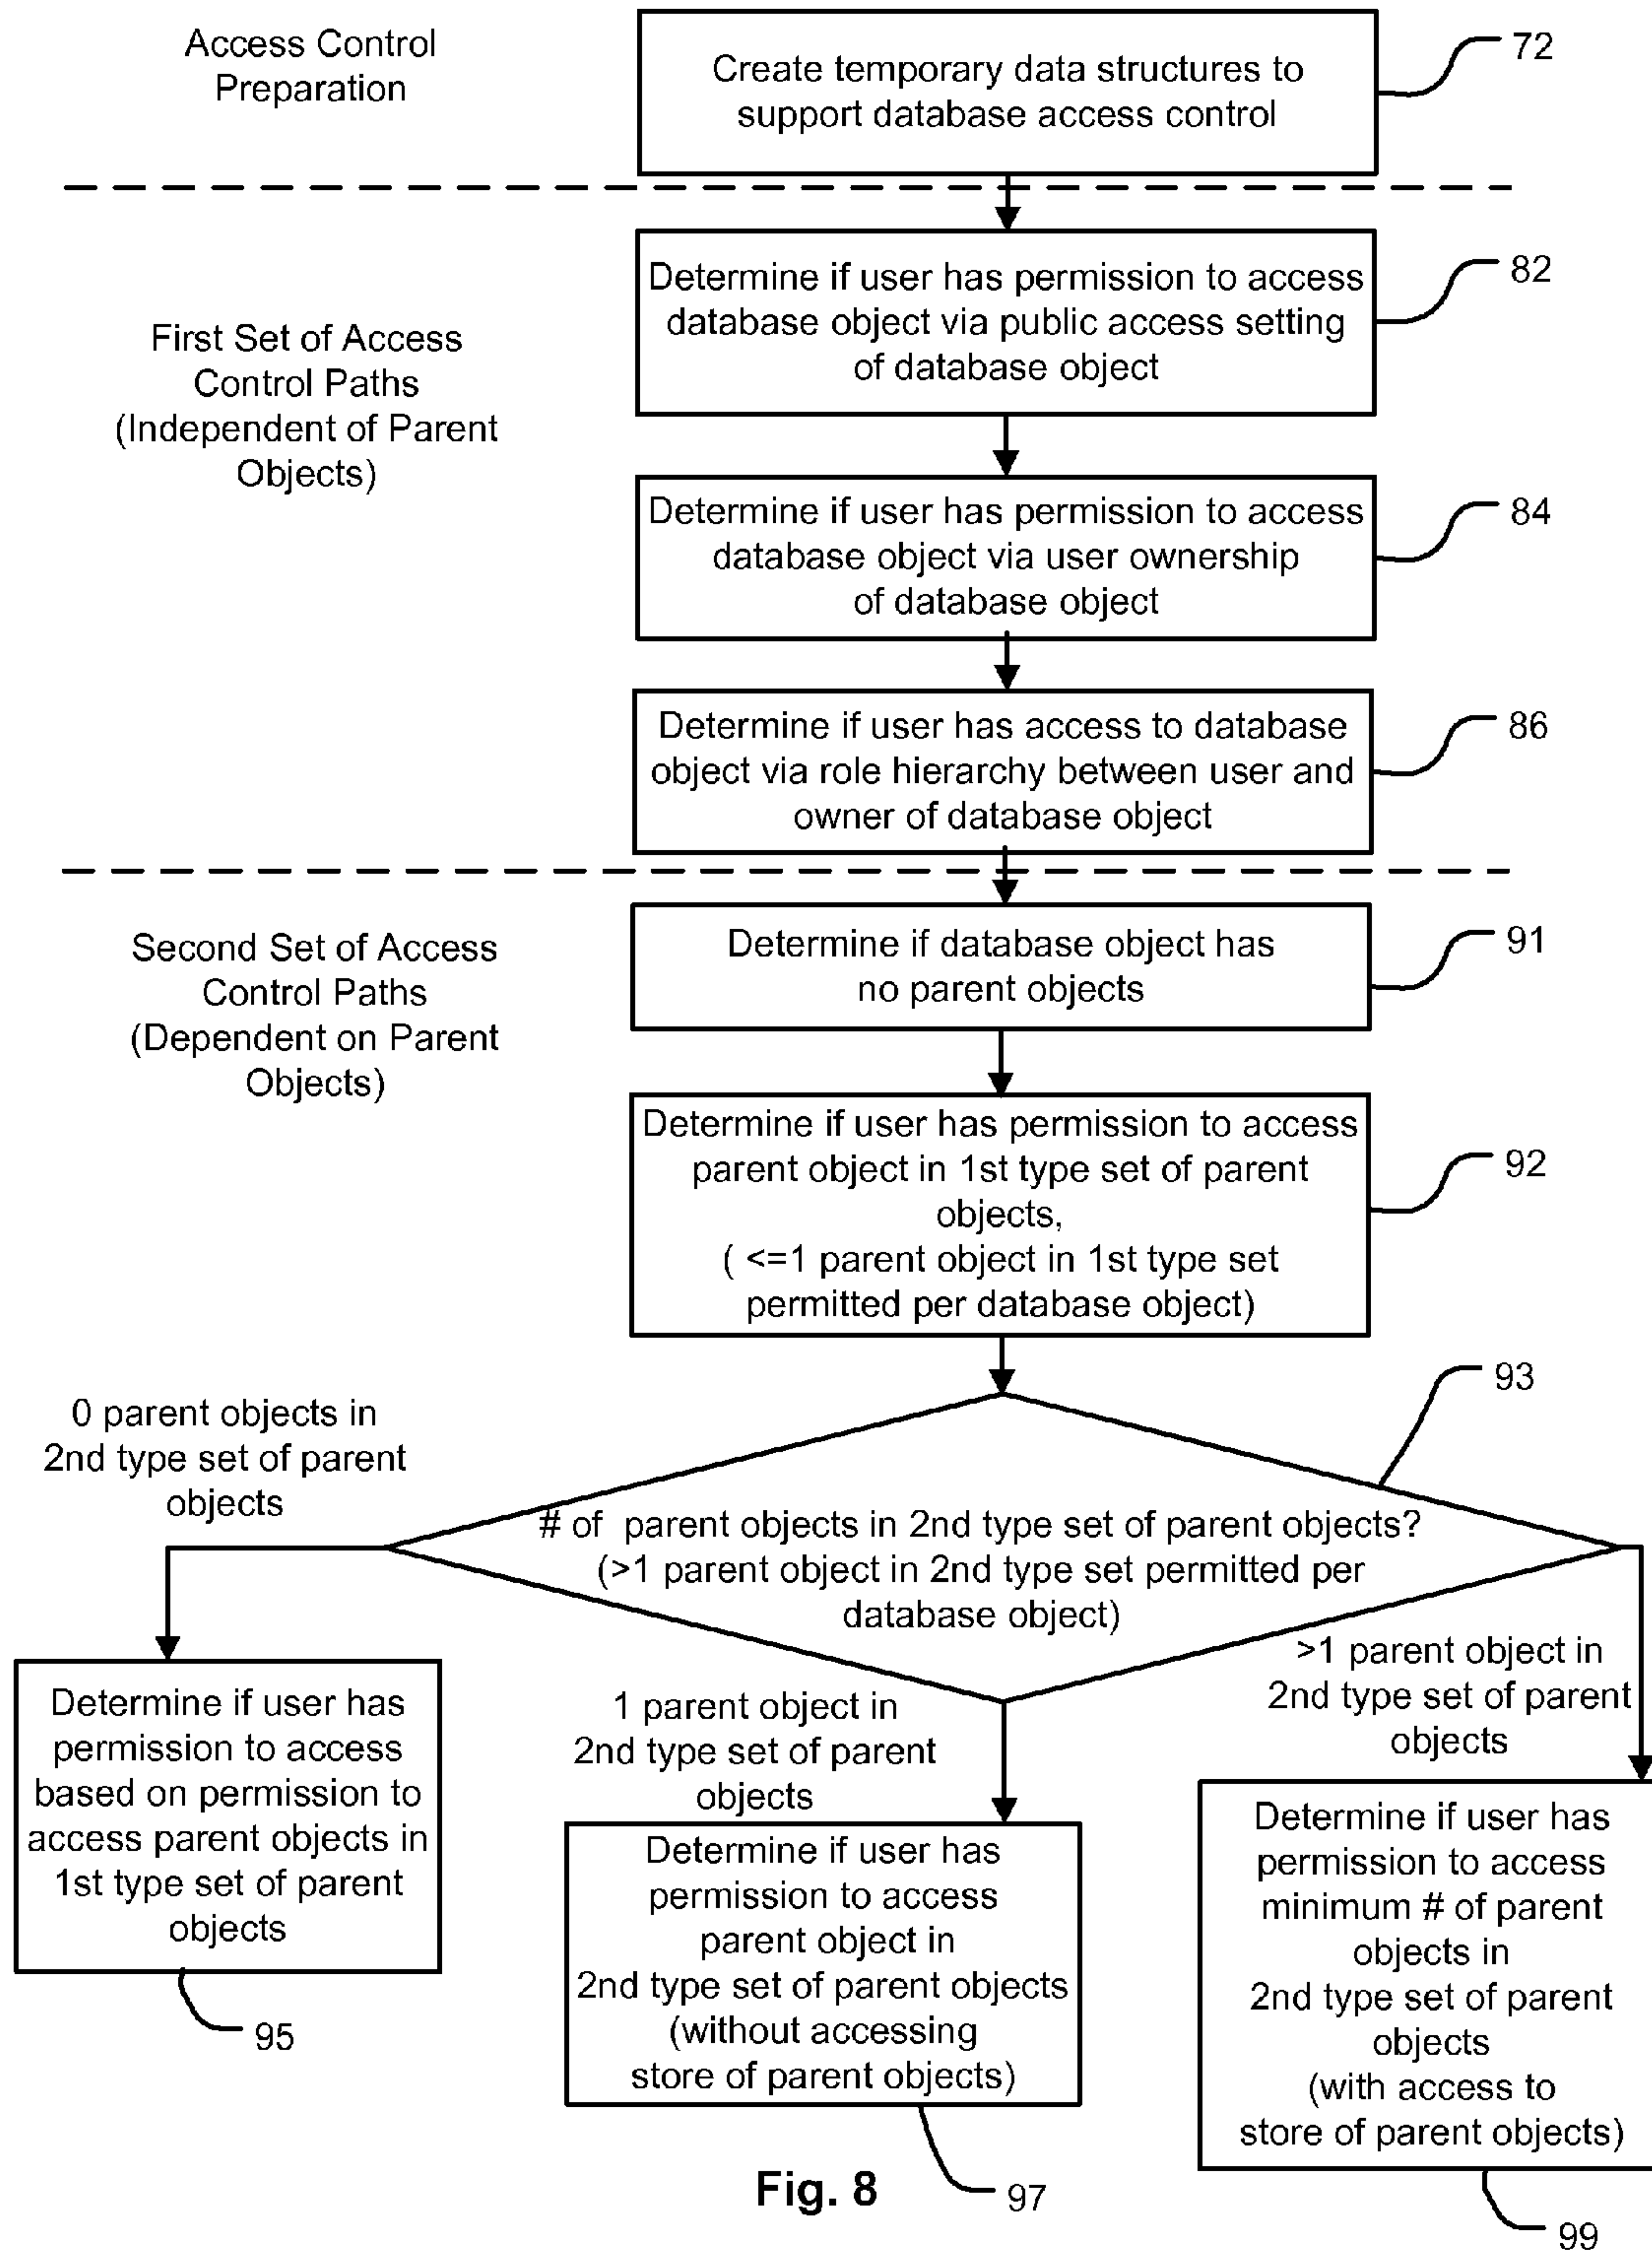 Access Control
Preparation
Create temporary data structures to
support database access control
72
First Set of Access
Control Paths
(Independent of Parent
Objects)
Determine if user has permission to access
database object via public access setting
of database object
82
Determine if user has permission to access
database object via user ownership
of database object
84
Determine if user has access to database
object via role hierarchy between user and
owner of database object
86
Second Set of Access
Control Paths
(Dependent on Parent
Objects)
Determine if database object has
no parent objects
91
Determine if user has permission to access
parent object in 1st type set of parent
objects,
( <=1 parent object in 1st type set
permitted per database object)
92
93
# of parent objects in 2nd type set of parent objects?
(>1 parent object in 2nd type set permitted per
database object)
0 parent objects in
2nd type set of parent
objects
Determine if user has
permission to access
based on permission to
access parent objects in
1st type set of parent
objects
95
1 parent object in
2nd type set of parent
objects
Determine if user has
permission to access
parent object in
2nd type set of parent objects
(without accessing
store of parent objects)
97
>1 parent object in
2nd type set of parent
objects
Determine if user has
permission to access
minimum # of parent
objects in
2nd type set of parent
objects
(with access to
store of parent objects)
99
Fig. 8